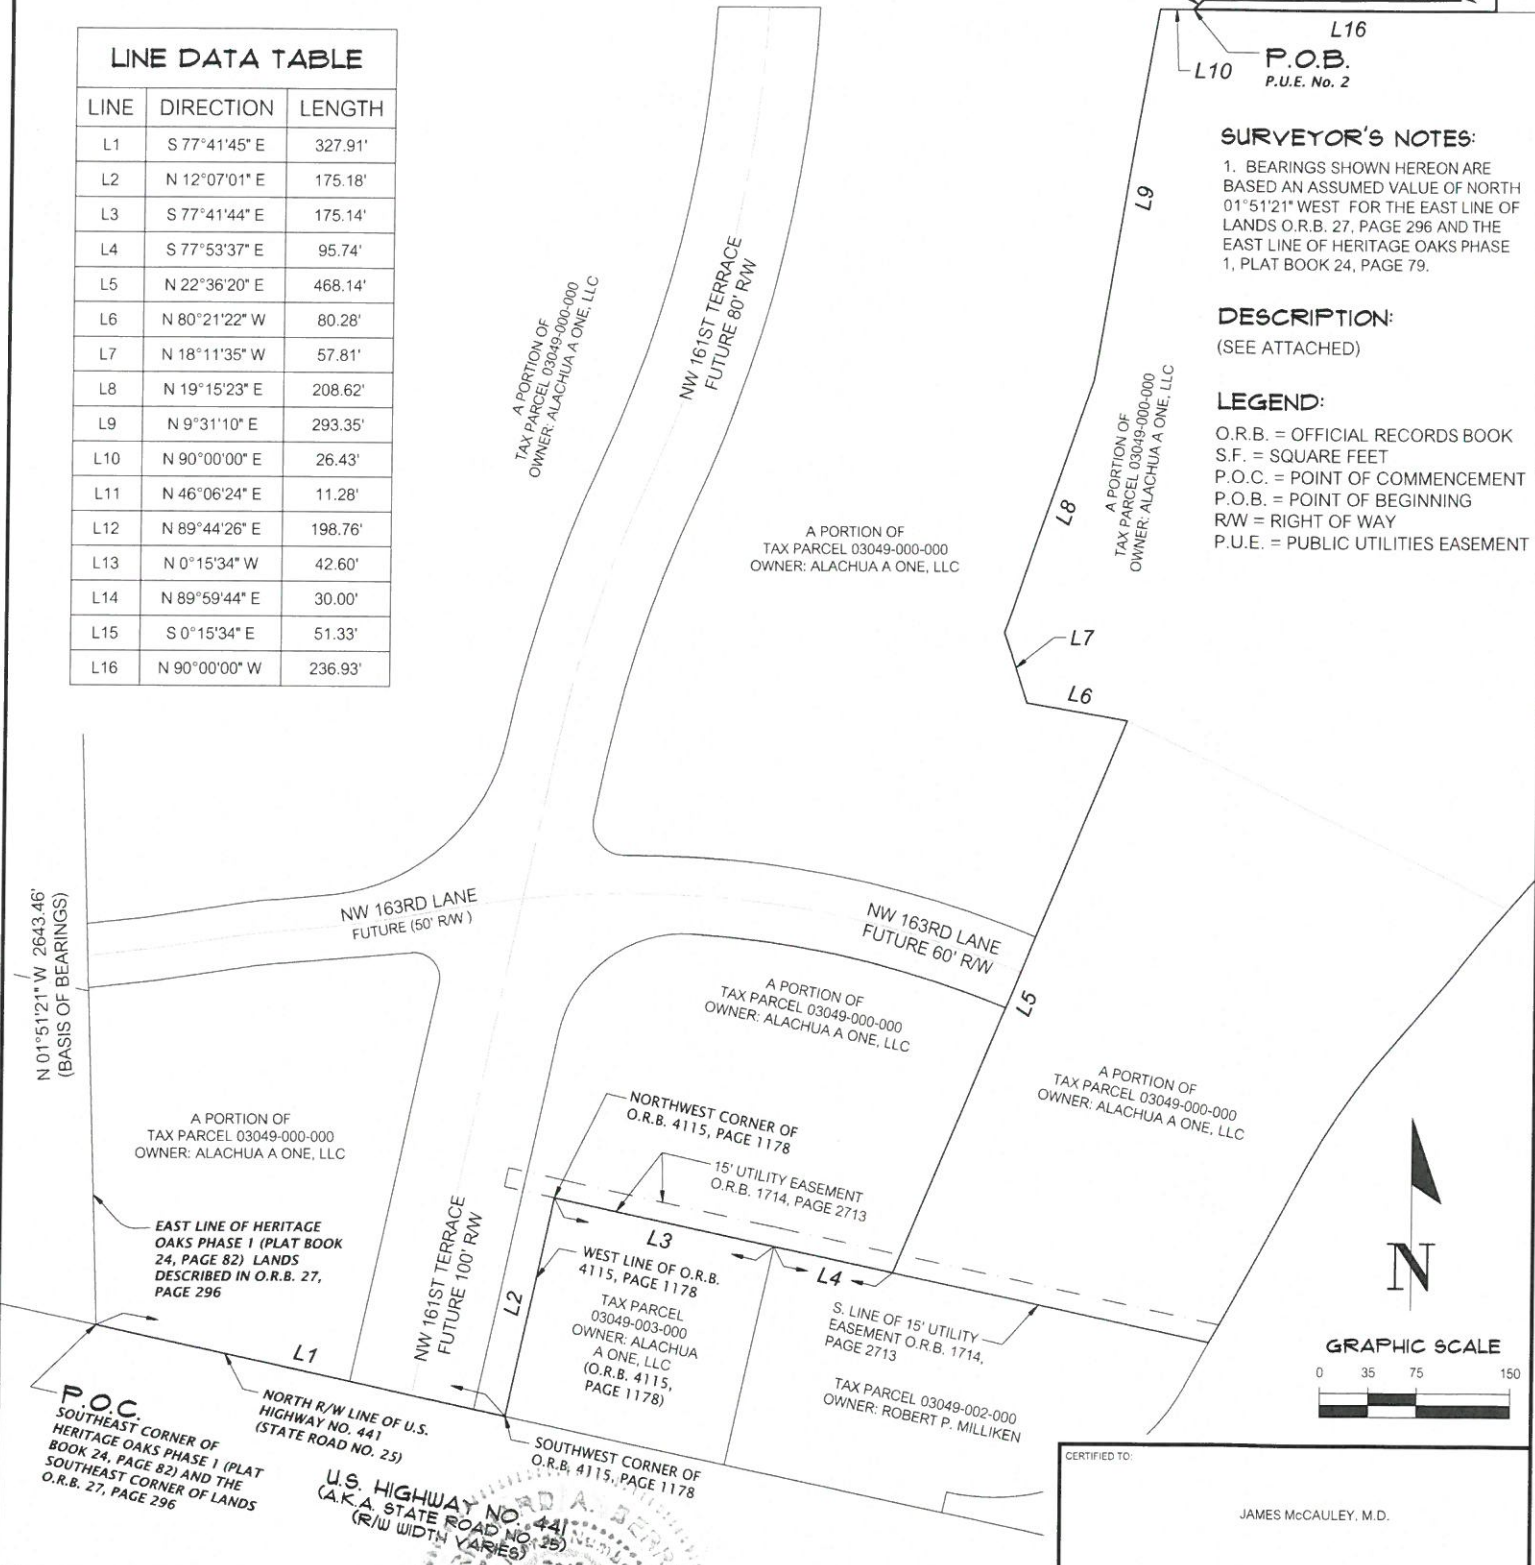 LINE DATA TABLE
LINE DIRECTION LENGTH
L1 S 77°41'45" E 327.91'
L2 N 12°07'01" E 175.18'
L3 S 77°41'44" E 175.14'
L4 S 77°53'37" E 95.74'
L5 N 22°36'20" E 468.14'
L6 N 80°21'22" W 80.28'
L7 N 18°11'35" W 57.81'
L8 N 19°15'23" E 208.62'
L9 N 9°31'10" E 293.35'
L10 N 90°00'00" E 26.43'
L11 N 46°06'24" E 11.28'
L12 N 89°44'26" E 198.76'
L13 N 0°15'34" W 42.60'
L14 N 89°59'44" E 30.00'
L15 S 0°15'34" E 51.33'
L16 N 90°00'00" W 236.93'
L16
L10
P.O.B.
P.U.E. No. 2
SURVEYOR'S NOTES:
1. BEARINGS SHOWN HEREON ARE
BASED AN ASSUMED VALUE OF NORTH
01°51'21" WEST FOR THE EAST LINE OF
LANDS O.R.B. 27, PAGE 296 AND THE
EAST LINE OF HERITAGE OAKS PHASE
1, PLAT BOOK 24, PAGE 79.
DESCRIPTION:
(SEE ATTACHED)
LEGEND:
O.R.B. = OFFICIAL RECORDS BOOK
S.F. = SQUARE FEET
P.O.C. = POINT OF COMMENCEMENT
P.O.B. = POINT OF BEGINNING
R/W = RIGHT OF WAY
P.U.E. = PUBLIC UTILITIES EASEMENT
L9
NW 161ST TERRACE
FUTURE 80' R/W
A PORTION OF
TAX PARCEL 03049-000-000
OWNER: ALACHUA A ONE, LLC
A PORTION OF
TAX PARCEL 03049-000-000
OWNER: ALACHUA A ONE, LLC
L8
A PORTION OF
TAX PARCEL 03049-000-000
OWNER: ALACHUA A ONE, LLC
L7
L6
N 01°51'21" W 2643.46'
(BASIS OF BEARINGS)
NW 163RD LANE
FUTURE (50' R/W )
NW 163RD LANE
FUTURE 60' R/W
L5
A PORTION OF
TAX PARCEL 03049-000-000
OWNER: ALACHUA A ONE, LLC
A PORTION OF
TAX PARCEL 03049-000-000
OWNER: ALACHUA A ONE, LLC
A PORTION OF
TAX PARCEL 03049-000-000
OWNER: ALACHUA A ONE, LLC
NORTHWEST CORNER OF
O.R.B. 4115, PAGE 1178
15' UTILITY EASEMENT
O.R.B. 1714, PAGE 2713
EAST LINE OF HERITAGE
OAKS PHASE 1 (PLAT BOOK
24, PAGE 82) LANDS
DESCRIBED IN O.R.B. 27,
PAGE 296
NW 161ST TERRACE
FUTURE 100' R/W
L2
L3
WEST LINE OF O.R.B.
4115, PAGE 1178
L4
TAX PARCEL
03049-003-000
OWNER: ALACHUA
A ONE, LLC
(O.R.B. 4115,
PAGE 1178)
S. LINE OF 15' UTILITY
EASEMENT O.R.B. 1714,
PAGE 2713
TAX PARCEL 03049-002-000
OWNER: ROBERT P. MILLIKEN
N
GRAPHIC SCALE
0 35 75 150
L1
P.O.C.
SOUTHEAST CORNER OF
HERITAGE OAKS PHASE 1 (PLAT
BOOK 24, PAGE 82) AND THE
SOUTHEAST CORNER OF LANDS
O.R.B. 27, PAGE 296
NORTH R/W LINE OF U.S.
HIGHWAY NO. 441
(STATE ROAD NO. 25)
U.S. HIGHWAY NO. 441
(A.K.A. STATE ROAD NO. 25)
(R/W WIDTH VARIES)
SOUTHWEST CORNER OF
O.R.B. 4115, PAGE 1178
CERTIFIED TO:
JAMES McCAULEY, M.D.